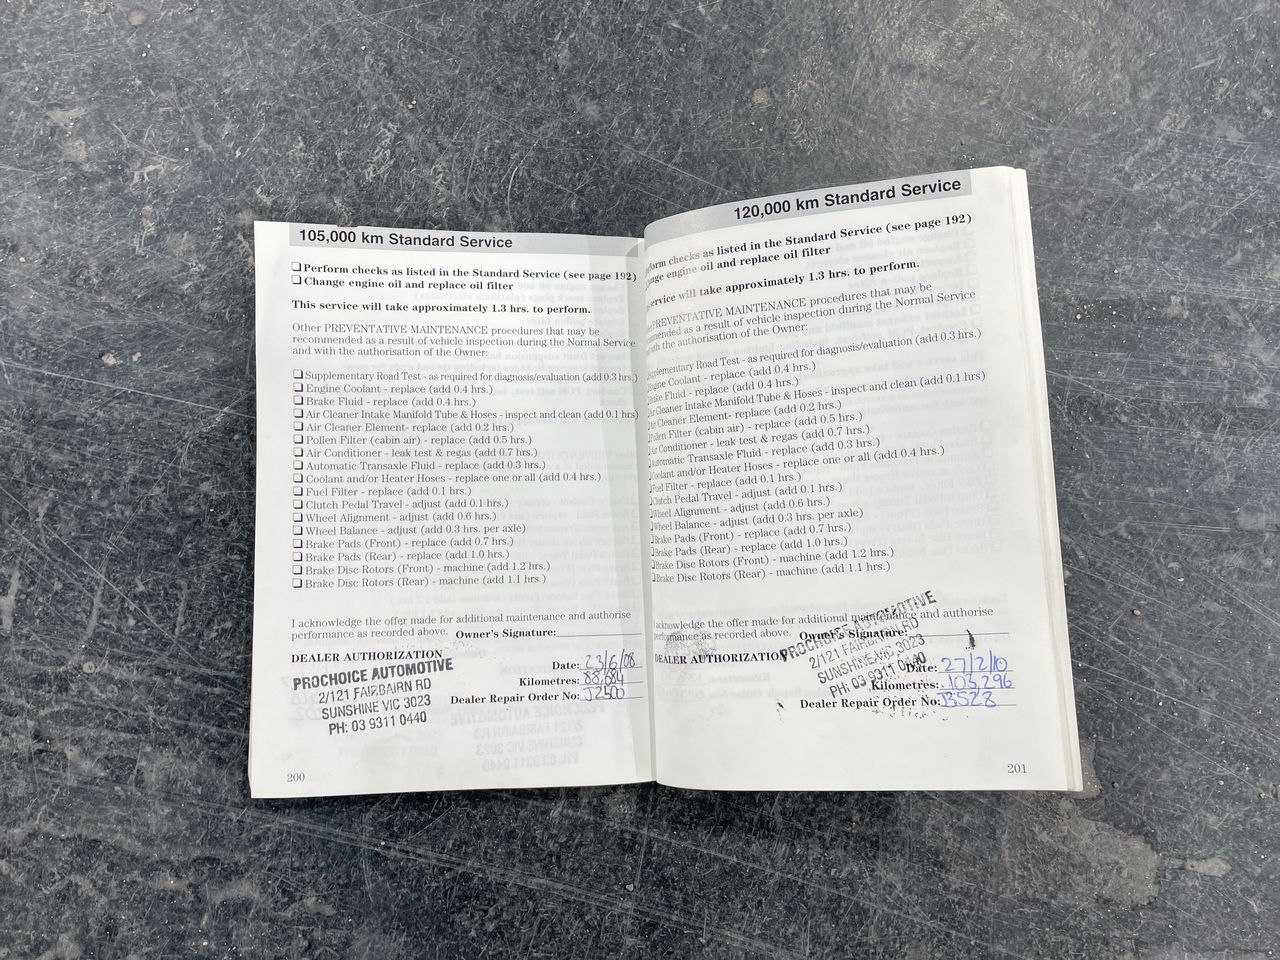 105,000 km Standard Service
❏ Perform checks as listed in the Standard Service (see page 192)
❏ Change engine oil and replace oil filter
This service will take approximately 1.3 hrs. to perform.
Other PREVENTATIVE MAINTENANCE procedures that may be
recommended as a result of vehicle inspection during the Normal Service
and with the authorisation of the Owner:
❏ Supplementary Road Test - as required for diagnosis/evaluation (add 0.3 hrs.)
❏ Engine Coolant - replace (add 0.4 hrs.)
❏ Brake Fluid - replace (add 0.4 hrs.)
❏ Air Cleaner Intake Manifold Tube & Hoses - inspect and clean (add 0.1 hrs)
❏ Air Cleaner Element- replace (add 0.2 hrs.)
❏ Pollen Filter (cabin air) - replace (add 0.5 hrs.)
❏ Air Conditioner - leak test & regas (add 0.7 hrs.)
❏ Automatic Transaxle Fluid - replace (add 0.3 hrs.)
❏ Coolant and/or Heater Hoses - replace one or all (add 0.4 hrs.)
❏ Fuel Filter - replace (add 0.1 hrs.)
❏ Clutch Pedal Travel - adjust (add 0.1 hrs.)
❏ Wheel Alignment - adjust (add 0.6 hrs.)
❏ Wheel Balance - adjust (add 0.3 hrs. per axle)
❏ Brake Pads (Front) - replace (add 0.7 hrs.)
❏ Brake Pads (Rear) - replace (add 1.0 hrs.)
❏ Brake Disc Rotors (Front) - machine (add 1.2 hrs.)
❏ Brake Disc Rotors (Rear) - machine (add 1.1 hrs.)
I acknowledge the offer made for additional maintenance and authorise
performance as recorded above. Owner's Signature:
DEALER AUTHORIZATION
PROCHOICE AUTOMOTIVE
2/121 FAIRBAIRN RD
SUNSHINE VIC 3023
PH: 03 9311 0440
Date: 23/6/08
Kilometres: 88,684
Dealer Repair Order No: J2500
200
120,000 km Standard Service
checks as listed in the Standard Service (see page 192)
engine oil and replace oil filter
service will take approximately 1.3 hrs. to perform.
PREVENTATIVE MAINTENANCE procedures that may be
as a result of vehicle inspection during the Normal Service
with the authorisation of the Owner:
Supplementary Road Test - as required for diagnosis/evaluation (add 0.3 hrs.)
Engine Coolant - replace (add 0.4 hrs.)
Brake Fluid - replace (add 0.4 hrs.)
Air Cleaner Intake Manifold Tube & Hoses - inspect and clean (add 0.1 hrs)
Air Cleaner Element- replace (add 0.2 hrs.)
Pollen Filter (cabin air) - replace (add 0.5 hrs.)
Air Conditioner - leak test & regas (add 0.7 hrs.)
Automatic Transaxle Fluid - replace (add 0.3 hrs.)
Coolant and/or Heater Hoses - replace one or all (add 0.4 hrs.)
Fuel Filter - replace (add 0.1 hrs.)
Clutch Pedal Travel - adjust (add 0.1 hrs.)
Wheel Alignment - adjust (add 0.6 hrs.)
Wheel Balance - adjust (add 0.3 hrs. per axle)
Brake Pads (Front) - replace (add 0.7 hrs.)
Brake Pads (Rear) - replace (add 1.0 hrs.)
Brake Disc Rotors (Front) - machine (add 1.2 hrs.)
Brake Disc Rotors (Rear) - machine (add 1.1 hrs.)
I acknowledge the offer made for additional maintenance and authorise
performance as recorded above. Owner's Signature:
DEALER AUTHORIZATION
PROCHOICE AUTOMOTIVE
2/121 FAIRBAIRN RD
SUNSHINE VIC 3023
PH: 03 9311 0440
Date: 27/2/10
Kilometres: 103,296
Dealer Repair Order No:
201